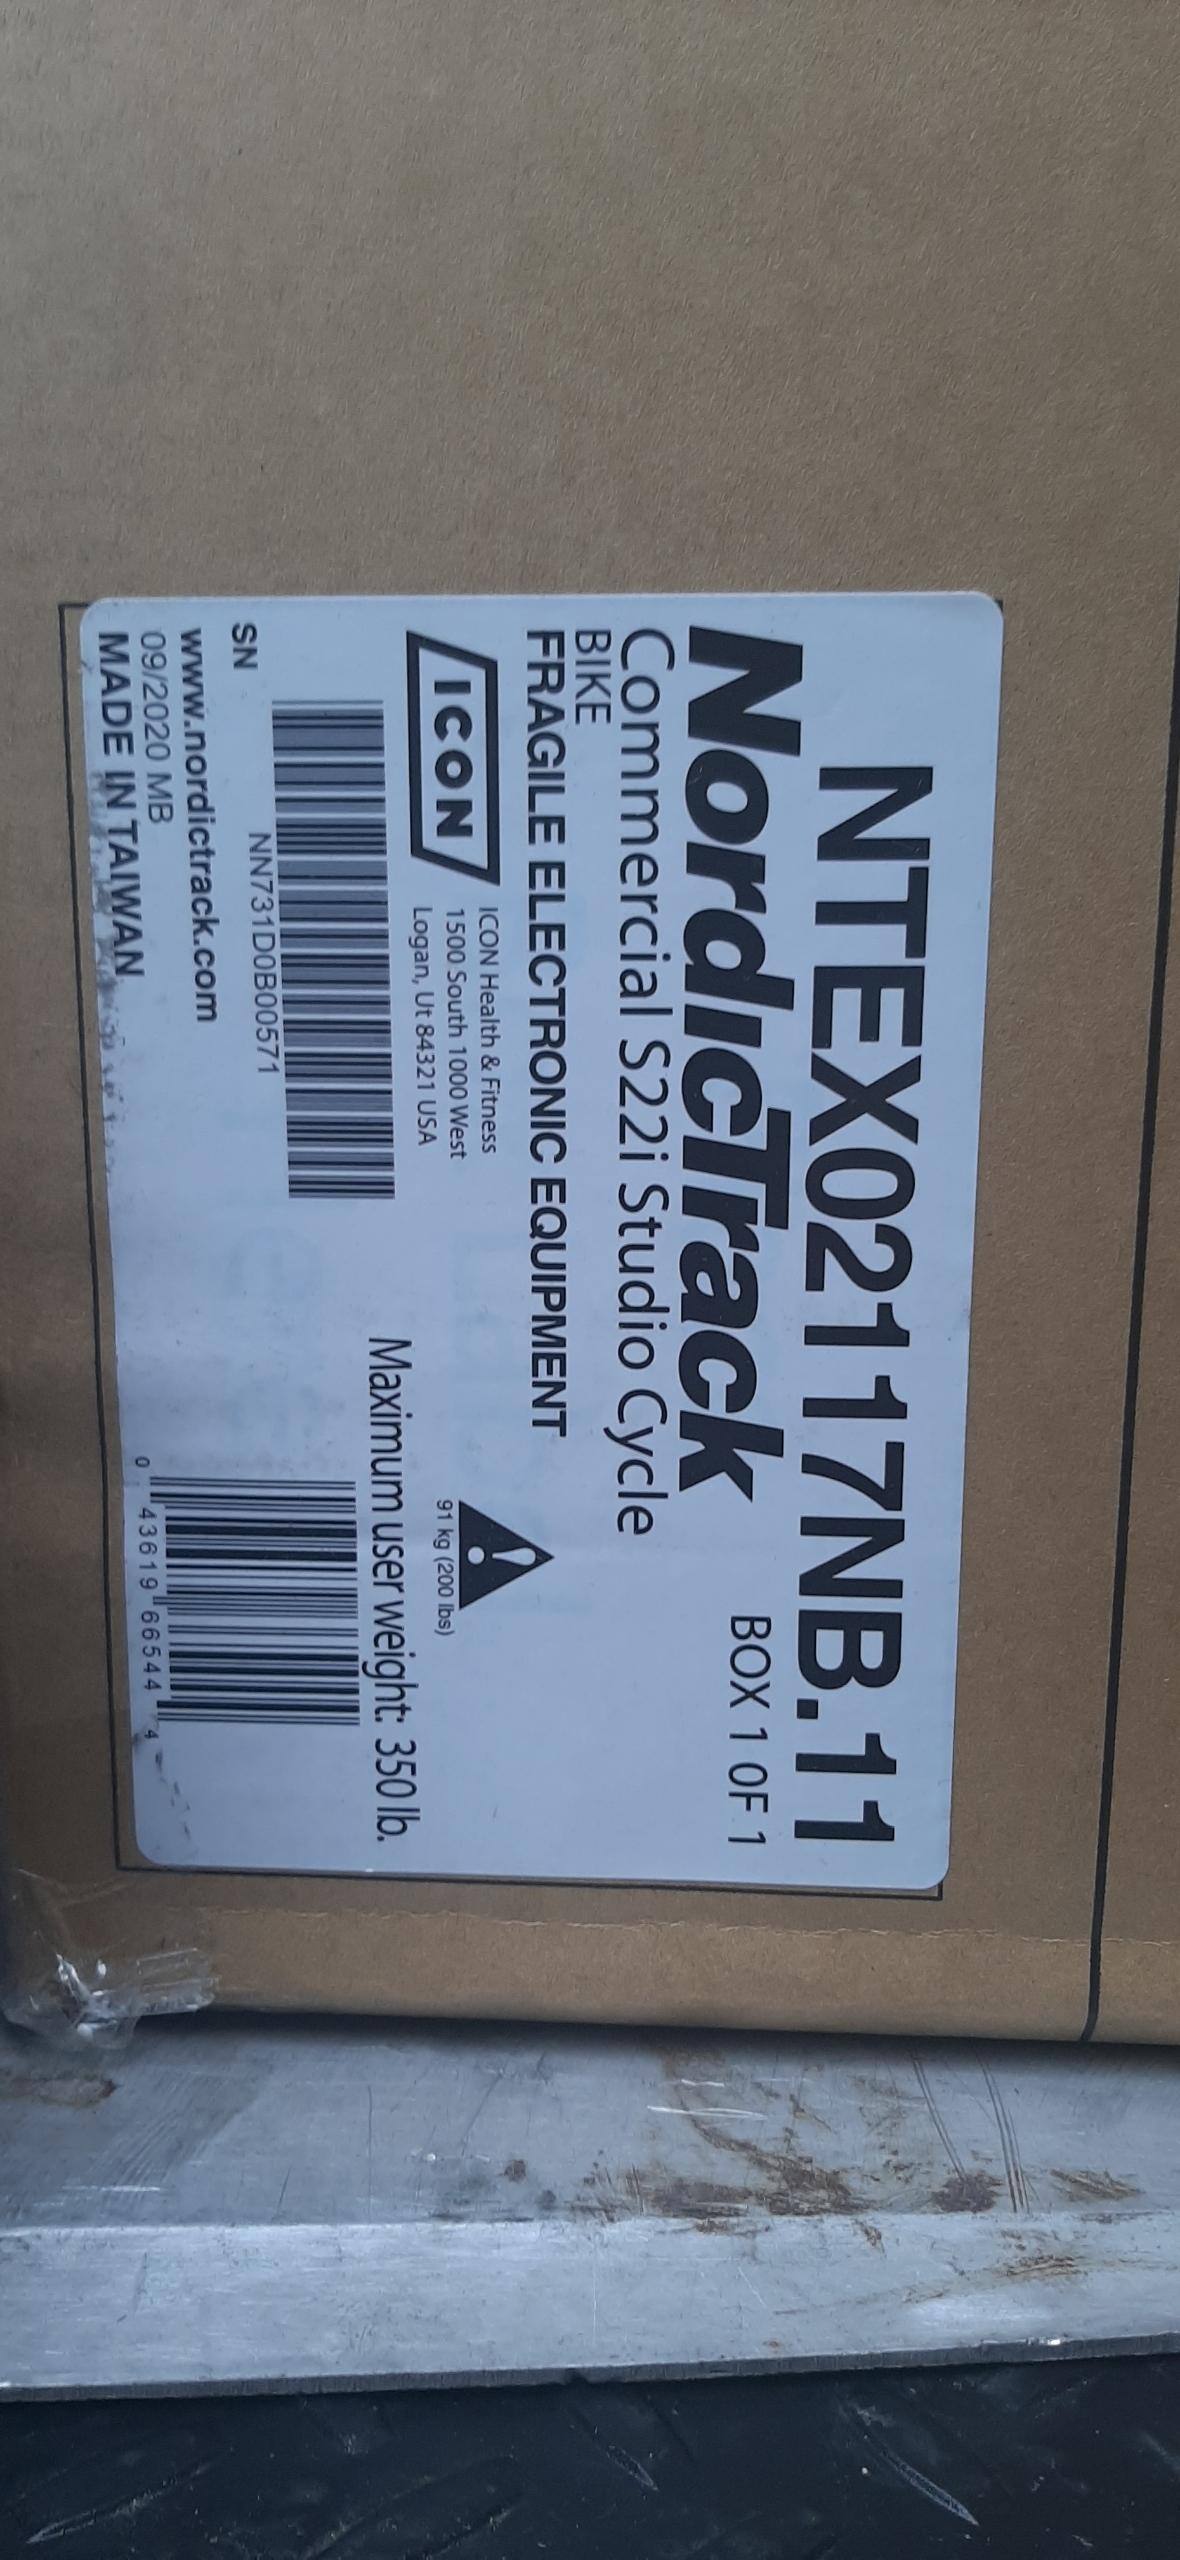 NTEX02117NB.11
NordicTrack
BOX 1 OF 1
Commercial S22i Studio Cycle
BIKE
FRAGILE ELECTRONIC EQUIPMENT
ICON
ICON Health & Fitness
1500 South 1000 West
Logan, Ut 84321 USA
91 kg (200 lbs)
Maximum user weight: 350 lb.
SN
NN731D0B00571
www.nordictrack.com
09/2020 MB
MADE IN TAIWAN
0 43619 66544 4